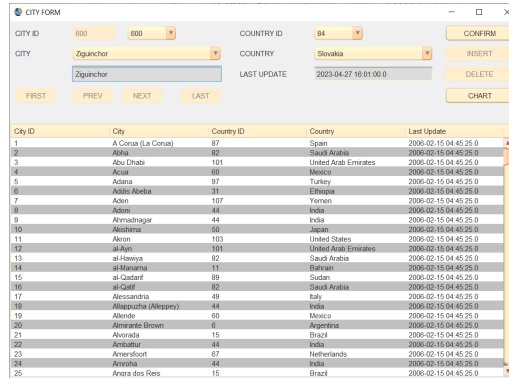 CITY FORM
CITY ID 600 600 COUNTRY ID 84 CONFIRM
CITY Ziguinchor COUNTRY Slovakia INSERT
Ziguinchor LAST UPDATE 2023-04-27 16:01:00.0 DELETE
FIRST PREV NEXT LAST CHART
City ID City Country ID Country Last Update
1 A Corua (La Corua) 87 Spain 2006-02-15 04:45:25.0
2 Abha 82 Saudi Arabia 2006-02-15 04:45:25.0
3 Abu Dhabi 101 United Arab Emirates 2006-02-15 04:45:25.0
4 Acua 60 Mexico 2006-02-15 04:45:25.0
5 Adana 97 Turkey 2006-02-15 04:45:25.0
6 Addis Abeba 31 Ethiopia 2006-02-15 04:45:25.0
7 Aden 107 Yemen 2006-02-15 04:45:25.0
8 Adoni 44 India 2006-02-15 04:45:25.0
9 Ahmadnagar 44 India 2006-02-15 04:45:25.0
10 Akishima 50 Japan 2006-02-15 04:45:25.0
11 Akron 103 United States 2006-02-15 04:45:25.0
12 al-Ayn 101 United Arab Emirates 2006-02-15 04:45:25.0
13 al-Hawiya 82 Saudi Arabia 2006-02-15 04:45:25.0
14 al-Manama 11 Bahrain 2006-02-15 04:45:25.0
15 al-Qadarif 89 Sudan 2006-02-15 04:45:25.0
16 al-Qatif 82 Saudi Arabia 2006-02-15 04:45:25.0
17 Alessandria 49 Italy 2006-02-15 04:45:25.0
18 Allappuzha (Alleppey) 44 India 2006-02-15 04:45:25.0
19 Allende 60 Mexico 2006-02-15 04:45:25.0
20 Almirante Brown 6 Argentina 2006-02-15 04:45:25.0
21 Alvorada 15 Brazil 2006-02-15 04:45:25.0
22 Ambattur 44 India 2006-02-15 04:45:25.0
23 Amersfoort 67 Netherlands 2006-02-15 04:45:25.0
24 Amroha 44 India 2006-02-15 04:45:25.0
25 Angra dos Reis 15 Brazil 2006-02-15 04:45:25.0